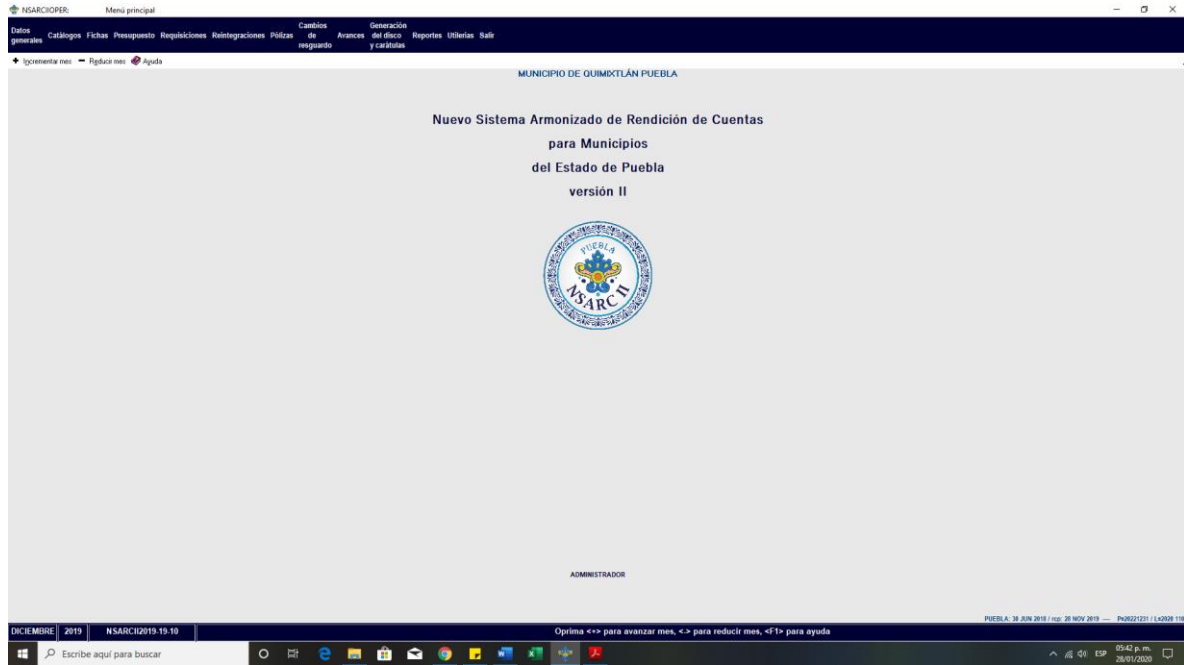 NSARCIIOPER: Menú principal
Datos generales Catálogos Fichas Presupuesto Requisiciones Reintegraciones Pólizas Cambios de resguardo Avances Generación del disco y carátulas Reportes Utilerías Salir
Incrementar mes Reducir mes Ayuda
MUNICIPIO DE QUIMIXTLÁN PUEBLA
Nuevo Sistema Armonizado de Rendición de Cuentas
para Municipios
del Estado de Puebla
versión II
PUEBLA
NSARC II
ADMINISTRADOR
PUEBLA: 30 JUN 2018 / rcp: 28 NOV 2019 ---
DICIEMBRE 2019 NSARCII2019-19-10 Oprima <+> para avanzar mes, <-> para reducir mes, <F1> para ayuda
Escribe aquí para buscar
ESP
05:42 p. m.
28/01/2020